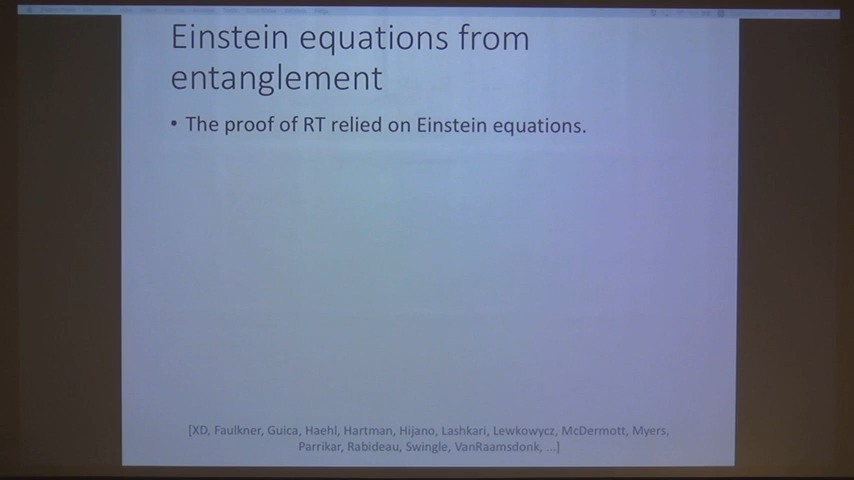 Einstein equations from
entanglement
• The proof of RT relied on Einstein equations.
[XD, Faulkner, Guica, Haehl, Hartman, Hijano, Lashkari, Lewkowycz, McDermott, Myers,
Parrikar, Rabideau, Swingle, VanRaamsdonk, ...]